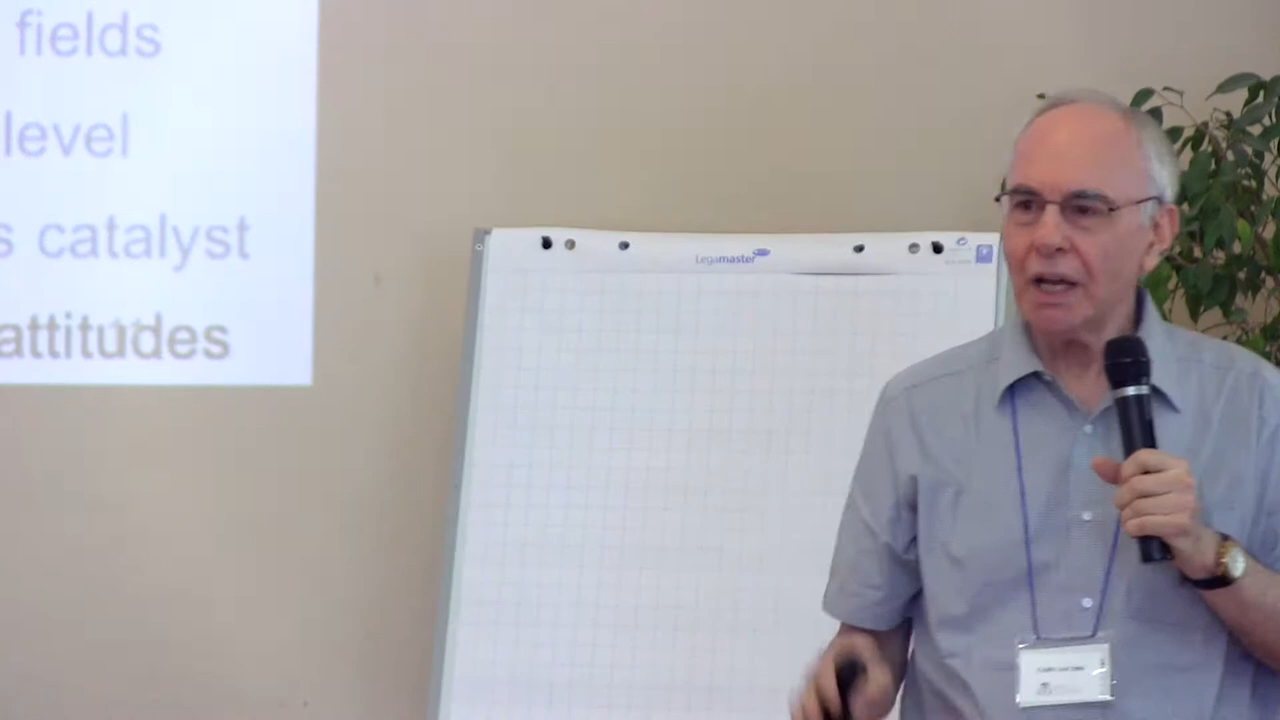 fields
level
s catalyst
attitudes
Legamaster